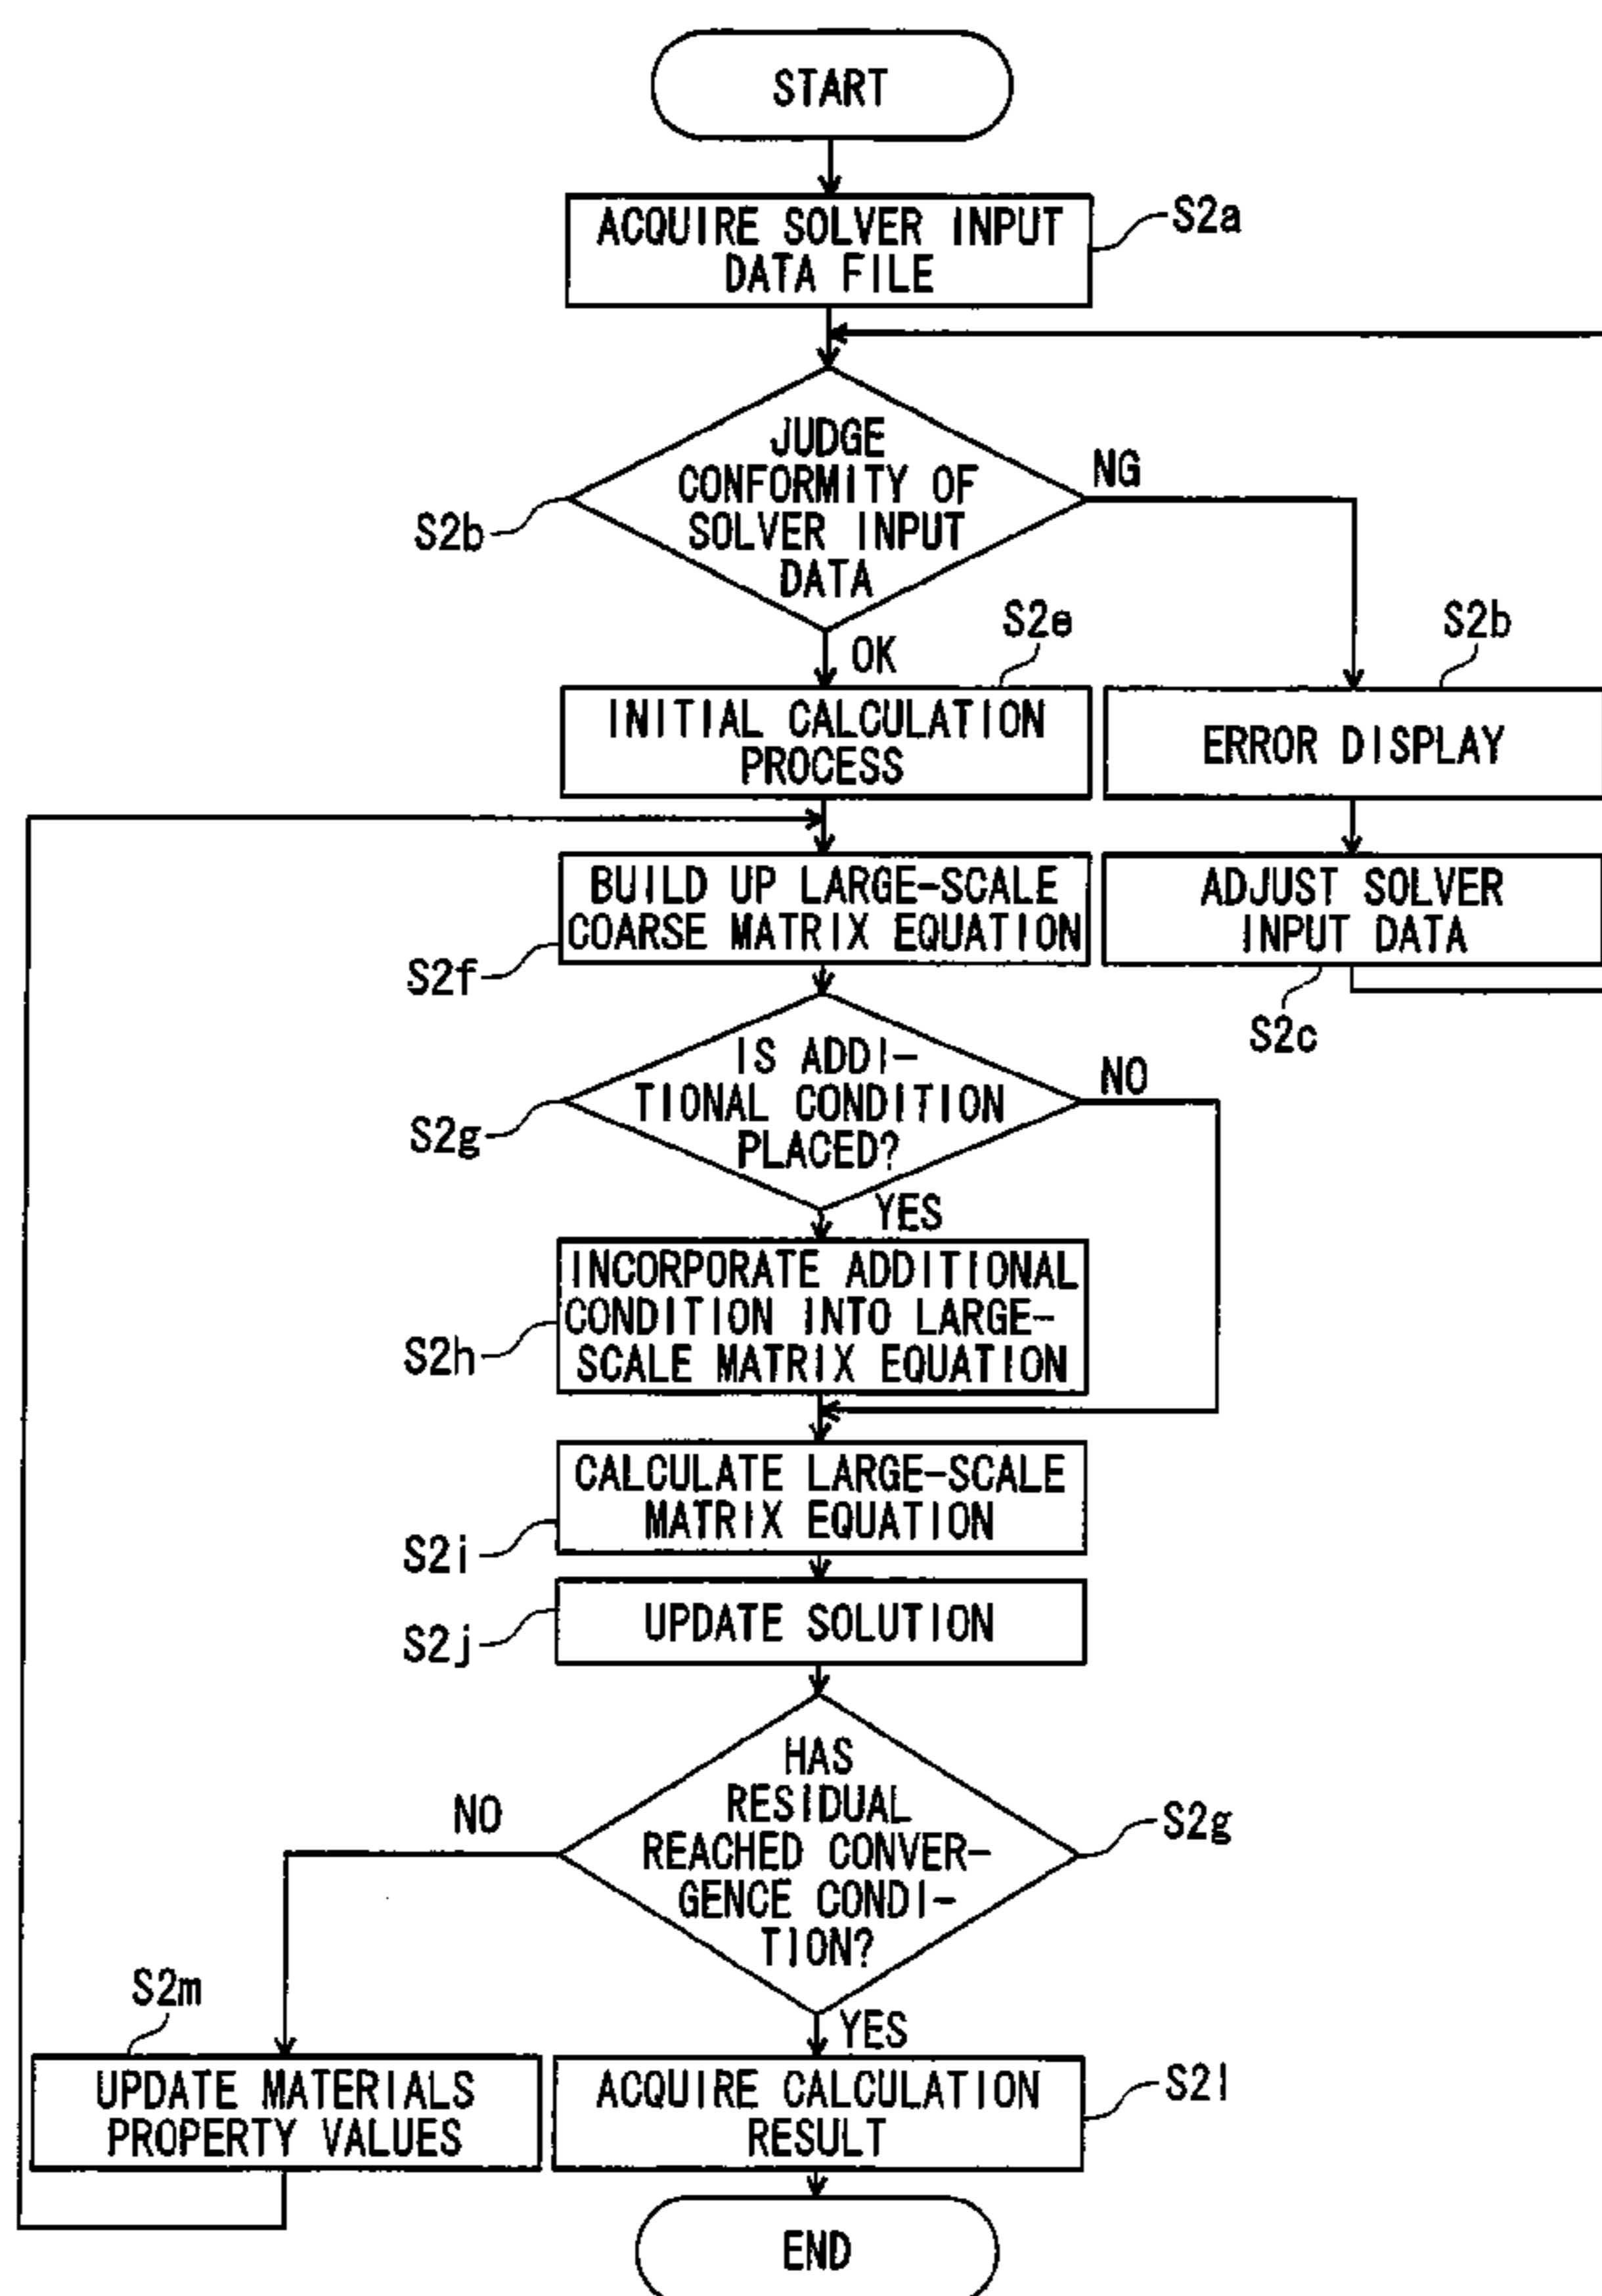 START
ACQUIRE SOLVER INPUT
DATA FILE
S2a
JUDGE
CONFORMITY OF
SOLVER INPUT
DATA
S2b
NG
OK
S2e
INITIAL CALCULATION
PROCESS
S2b
ERROR DISPLAY
BUILD UP LARGE-SCALE
COARSE MATRIX EQUATION
S2f
ADJUST SOLVER
INPUT DATA
S2c
IS ADDI-
TIONAL CONDITION
PLACED?
S2g
NO
YES
INCORPORATE ADDITIONAL
CONDITION INTO LARGE-
SCALE MATRIX EQUATION
S2h
CALCULATE LARGE-SCALE
MATRIX EQUATION
S2i
UPDATE SOLUTION
S2j
HAS
RESIDUAL
REACHED CONVER-
GENCE CONDI-
TION?
S2g
NO
YES
S2m
UPDATE MATERIALS
PROPERTY VALUES
ACQUIRE CALCULATION
RESULT
S2l
END